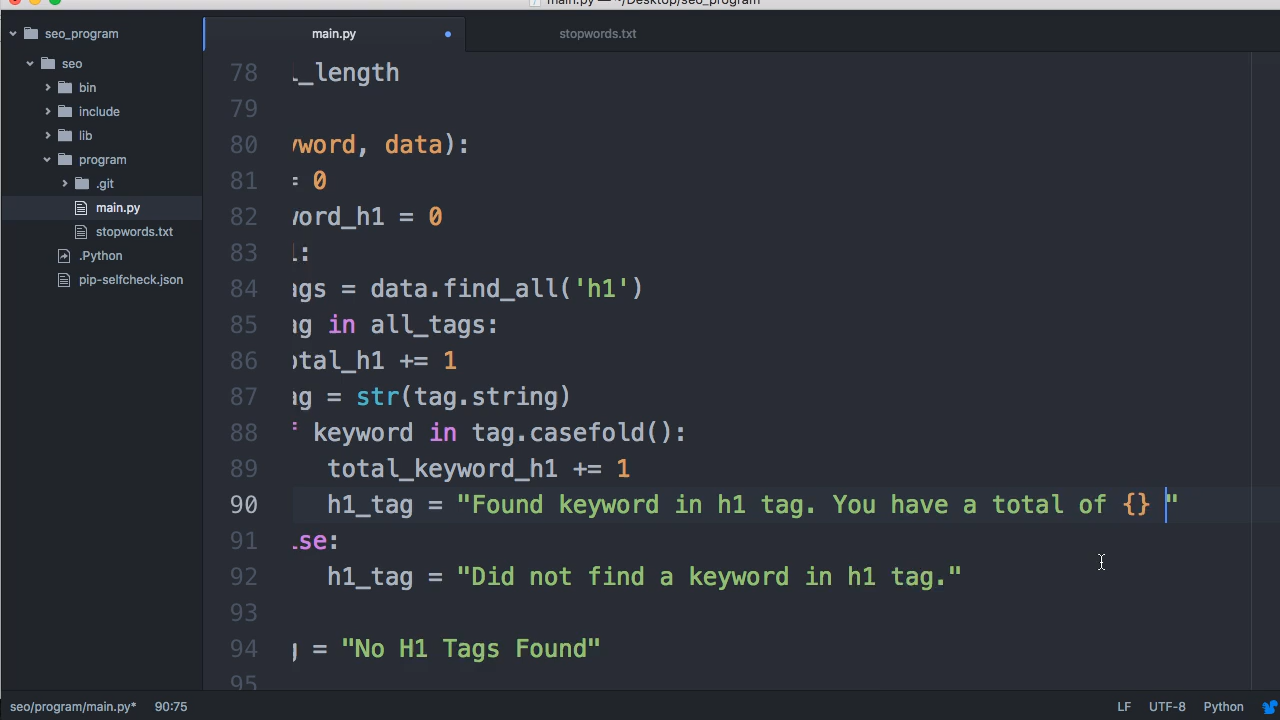 main.py — ~/Desktop/seo_program
seo_program
main.py
stopwords.txt
seo
bin
include
lib
program
.git
main.py
stopwords.txt
.Python
pip-selfcheck.json
78 _length
79
80 word, data):
81 = 0
82 word_h1 = 0
83 :
84 ags = data.find_all('h1')
85 ag in all_tags:
86 otal_h1 += 1
87 ag = str(tag.string)
88 keyword in tag.casefold():
89 total_keyword_h1 += 1
90 h1_tag = "Found keyword in h1 tag. You have a total of {} "
91 se:
92 h1_tag = "Did not find a keyword in h1 tag."
93
94 = "No H1 Tags Found"
95
seo/program/main.py* 90:75 LF UTF-8 Python